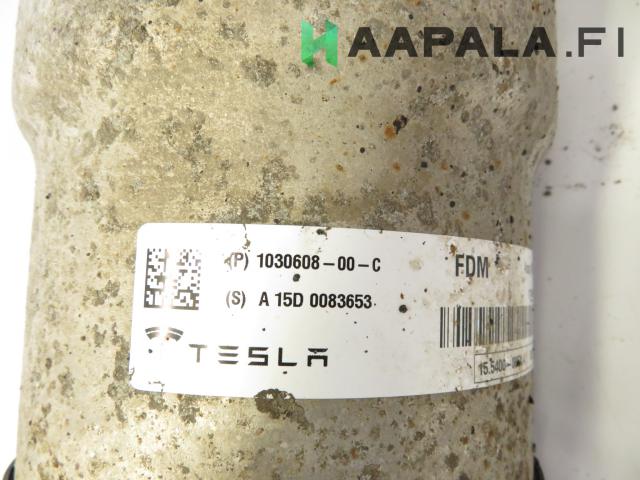 HAAPALA.FI
(P) 1030608-00-C
FDM
(S) A 15D 0083653
TESLA